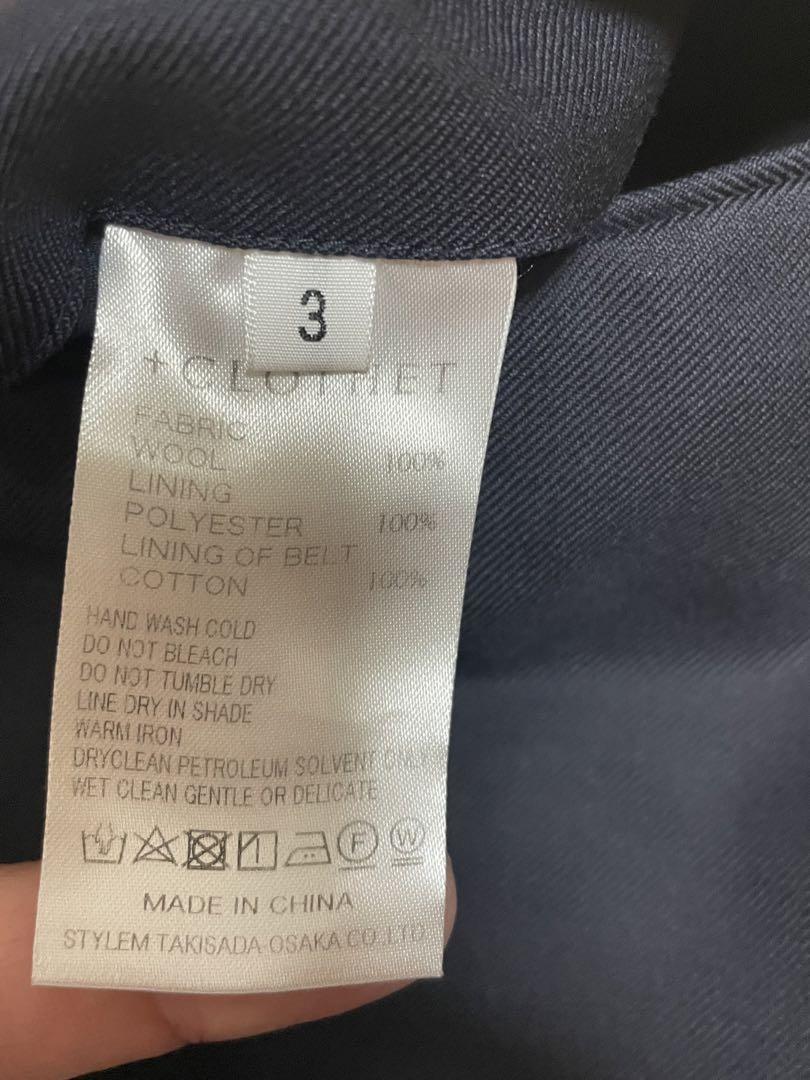 3
+CLOTHET
FABRIC
WOOL 100%
LINING
POLYESTER 100%
LINING OF BELT
COTTON 100%
HAND WASH COLD
DO NOT BLEACH
DO NOT TUMBLE DRY
LINE DRY IN SHADE
WARM IRON
DRYCLEAN PETROLEUM SOLVENT ONLY
WET CLEAN GENTLE OR DELICATE
F W
MADE IN CHINA
STYLEM TAKISADA-OSAKA CO.,LTD